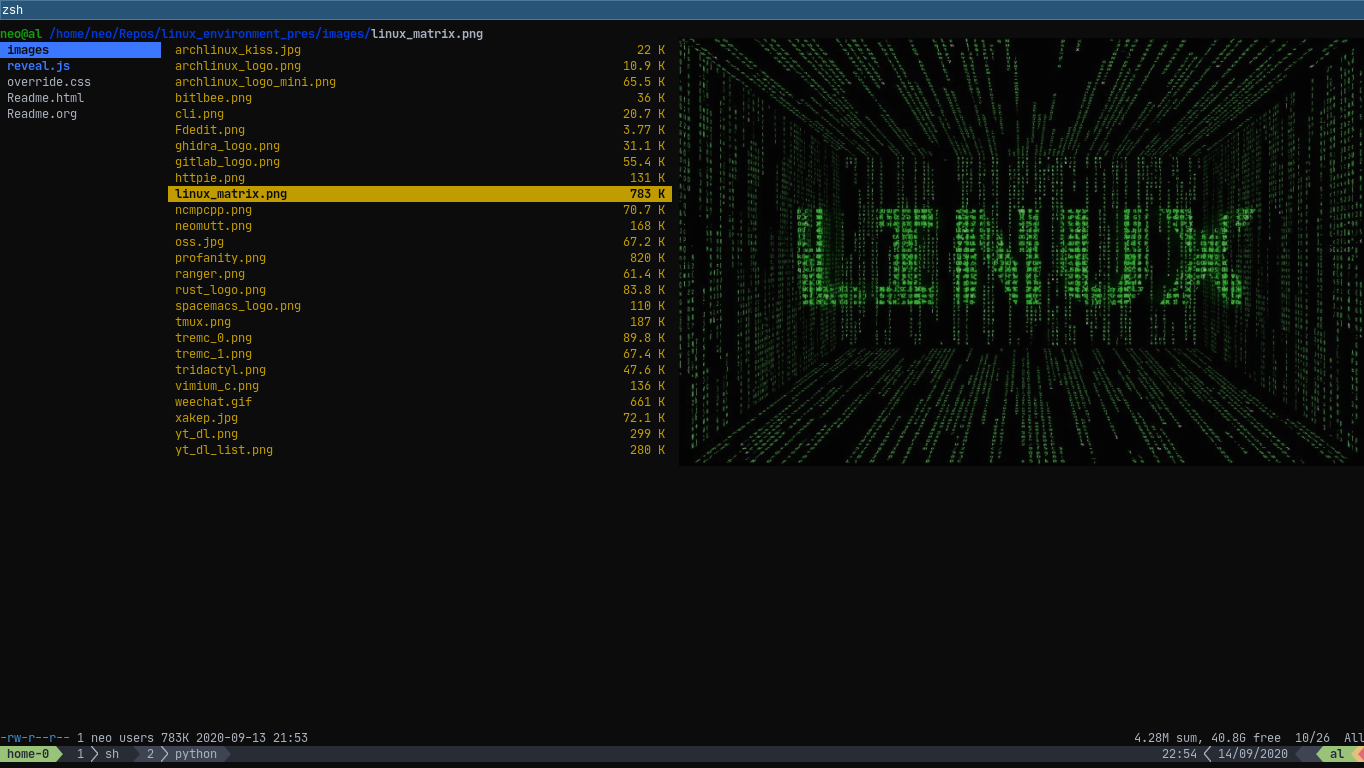 zsh
neo@al /home/neo/Repos/linux_environment_pres/images/linux_matrix.png
images
reveal.js
override.css
Readme.html
Readme.org
archlinux_kiss.jpg 22 K
archlinux_logo.png 10.9 K
archlinux_logo_mini.png 65.5 K
bitlbee.png 36 K
cli.png 20.7 K
Fdedit.png 3.77 K
ghidra_logo.png 31.1 K
gitlab_logo.png 55.4 K
httpie.png 131 K
linux_matrix.png 783 K
ncmpcpp.png 70.7 K
neomutt.png 168 K
oss.jpg 67.2 K
profanity.png 820 K
ranger.png 61.4 K
rust_logo.png 83.8 K
spacemacs_logo.png 110 K
tmux.png 187 K
tremc_0.png 89.8 K
tremc_1.png 67.4 K
tridactyl.png 47.6 K
vimium_c.png 136 K
weechat.gif 661 K
xakep.jpg 72.1 K
yt_dl.png 299 K
yt_dl_list.png 280 K
LINUX
-rw-r--r-- 1 neo users 783K 2020-09-13 21:53 4.28M sum, 40.8G free 10/26 All
home-0 1 sh 2 python 22:54 14/09/2020 al